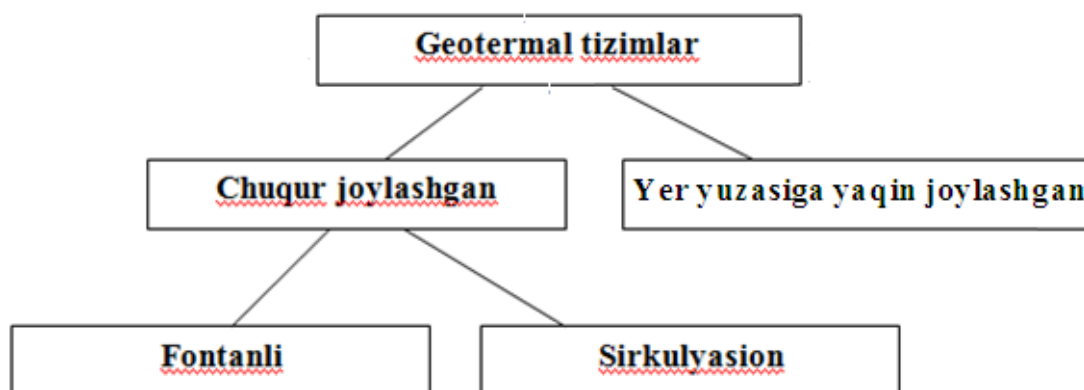 Geotermal tizimlar
Chuqur joylashgan
Yer yuzasiga yaqin joylashgan
Fontanli
Sirkulyasion